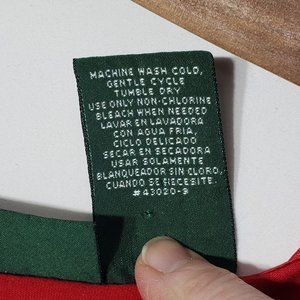 MACHINE WASH COLD,
GENTLE CYCLE
TUMBLE DRY
USE ONLY NON-CHLORINE
BLEACH WHEN NEEDED
LAVAR EN LAVADORA
CON AGUA FRIA,
CICLO DELICADO
SECAR EN SECADORA
USAR SOLAMENTE
BLANQUEADOR SIN CLORO,
CUANDO SE NECESITE.
#43020-9